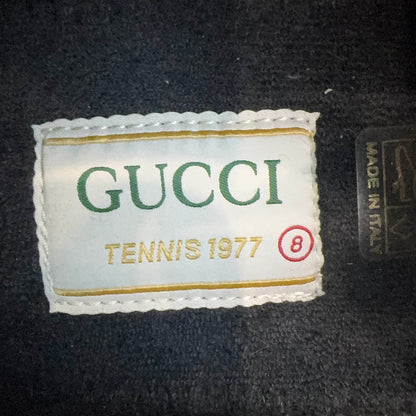 GUCCI
TENNIS 1977 8
MADE IN ITALY